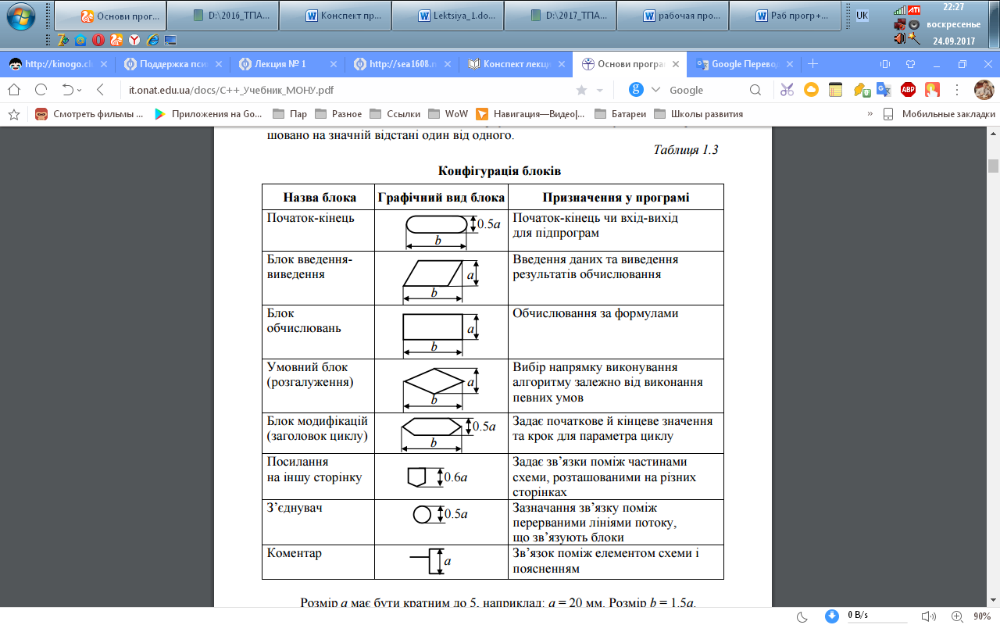 Основи прог...
D:\2016_ТПА...
Конспект пр...
Lektsiya_1.do...
D:\2017_ТПА...
рабочая про...
Раб прогр+...
UK
ATI
22:27
воскресенье
24.09.2017
http://kinogo.cl
Поддержка пси
Лекция № 1
http://sea1608.n
Конспект лекци
Основи програ
Google Перевод
it.onat.edu.ua/docs/C++_Учебник_МОНУ.pdf
Google
ABP
Смотреть фильмы ...
Приложения на Go...
Пар
Разное
Ссылки
WoW
Навигация—Видео|...
Батареи
Школы развития
»
Мобильные закладки
шовано на значній відстані один від одного.
Таблиця 1.3
Конфігурація блоків
Назва блока
Графічний вид блока
Призначення у програмі
Початок-кінець
0.5a
b
Початок-кінець чи вхід-вихід
для підпрограм
Блок введення-
виведення
a
b
Введення даних та виведення
результатів обчислювання
Блок
обчислювань
a
b
Обчислювання за формулами
Умовний блок
(розгалуження)
a
b
Вибір напрямку виконування
алгоритму залежно від виконання
певних умов
Блок модифікацій
(заголовок циклу)
0.5a
b
Задає початкове й кінцеве значення
та крок для параметра циклу
Посилання
на іншу сторінку
0.6a
Задає зв’язки поміж частинами
схеми, розташованими на різних
сторінках
З’єднувач
0.5a
Зазначання зв’язку поміж
перерваними лініями потоку,
що зв’язують блоки
Коментар
a
Зв’язок поміж елементом схеми і
поясненням
Розмір a має бути кратним до 5, наприклад: a = 20 мм. Розмір b = 1.5a.
0 B/s
90%